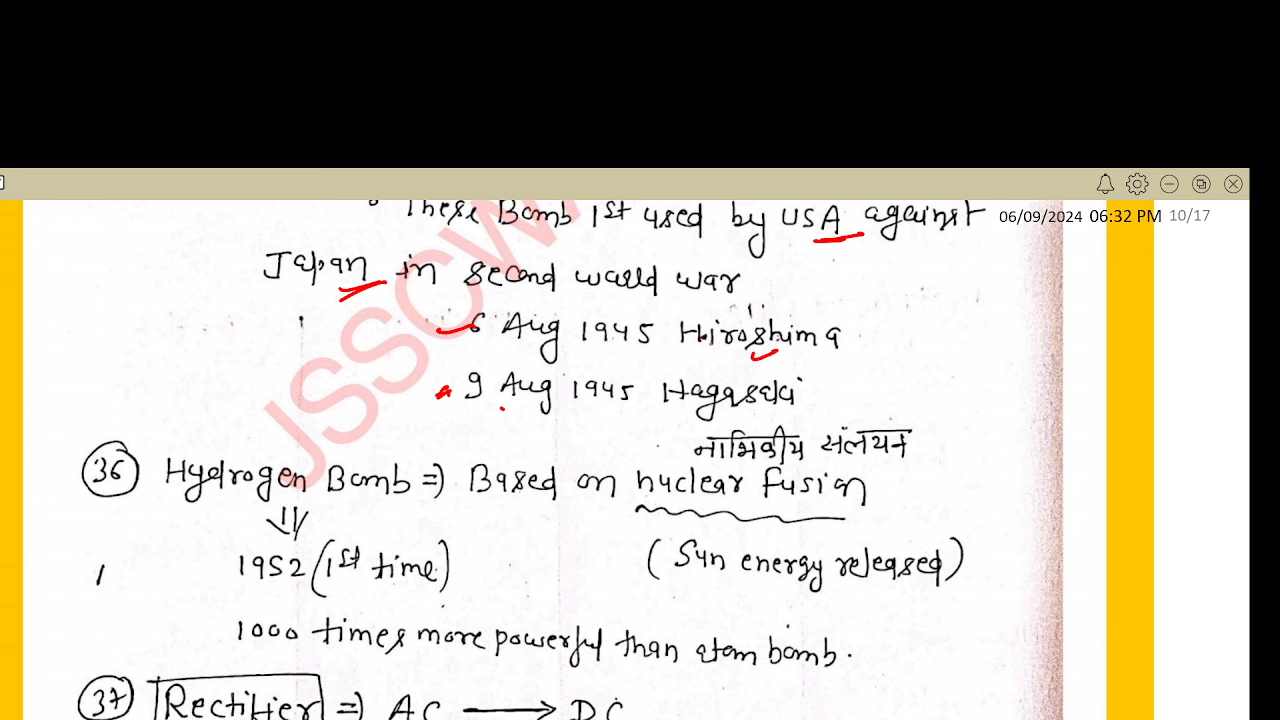 • These Bomb 1st used by USA against
06/09/2024 06:32 PM 10/17
Japan in second world war
6 Aug 1945 Hiroshima
9 Aug 1945 Nagasaki
नाभिकीय संलयन
36 Hydrogen Bomb ⇒ Based on nuclear fusion
1952 (1st time) (Sun energy released)
1000 times more powerful than atom bomb.
37 Rectifier ⇒ AC → DC
JSSCW